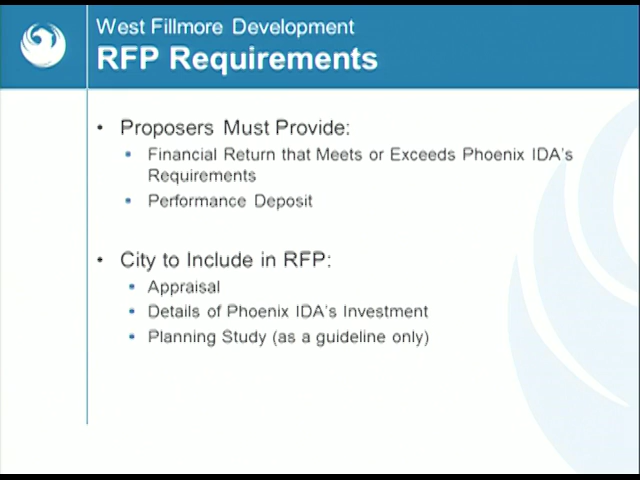 West Fillmore Development
RFP Requirements
• Proposers Must Provide:
• Financial Return that Meets or Exceeds Phoenix IDA's
Requirements
• Performance Deposit
• City to Include in RFP:
• Appraisal
• Details of Phoenix IDA's Investment
• Planning Study (as a guideline only)